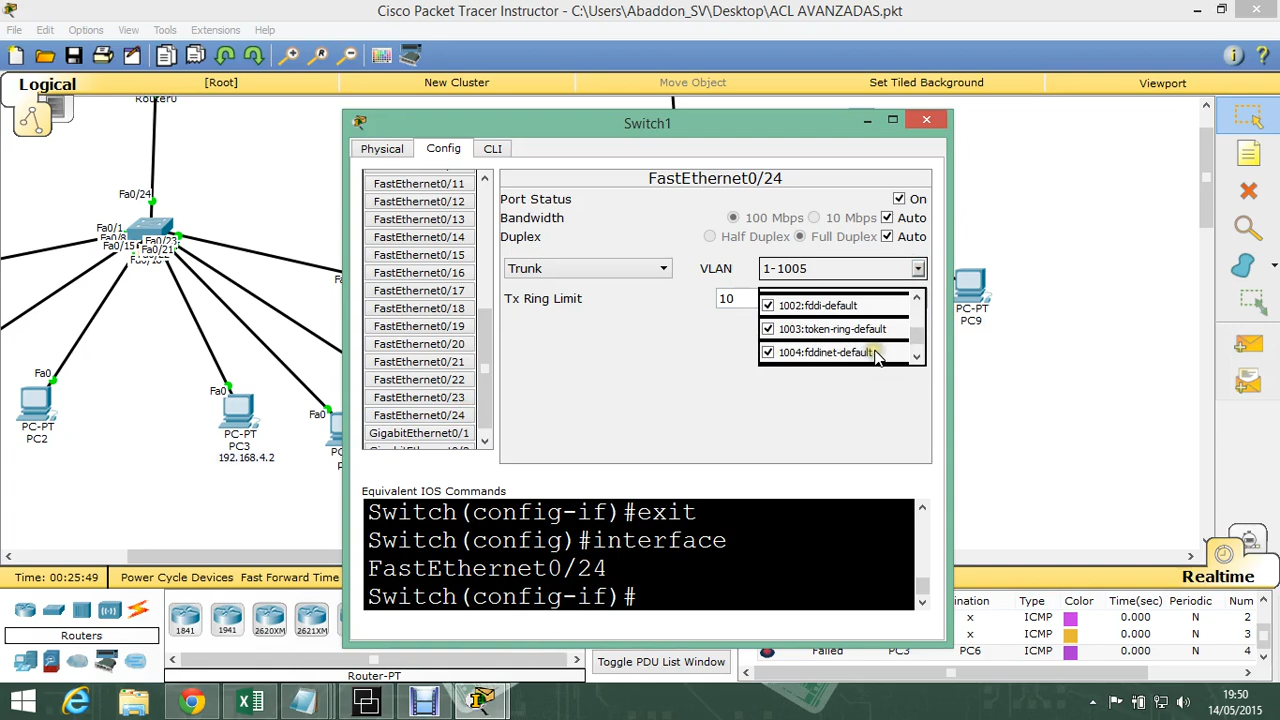 Cisco Packet Tracer Instructor - C:\Users\Abaddon_SV\Desktop\ACL AVANZADAS.pkt
File Edit Options View Tools Extensions Help
Logical [Root] New Cluster Move Object Set Tiled Background Viewport
Router0
Switch1
Physical Config CLI
FastEthernet0/11
FastEthernet0/12
FastEthernet0/13
FastEthernet0/14
FastEthernet0/15
FastEthernet0/16
FastEthernet0/17
FastEthernet0/18
FastEthernet0/19
FastEthernet0/20
FastEthernet0/21
FastEthernet0/22
FastEthernet0/23
FastEthernet0/24
GigabitEthernet0/1
FastEthernet0/24
Port Status On
Bandwidth 100 Mbps 10 Mbps Auto
Duplex Half Duplex Full Duplex Auto
Trunk VLAN 1-1005
Tx Ring Limit 10
1002:fddi-default
1003:token-ring-default
1004:fddinet-default
Equivalent IOS Commands
Switch(config-if)#exit
Switch(config)#interface
FastEthernet0/24
Switch(config-if)#
Fa0/24
Fa0/1
Fa0/15
Fa0/21
Fa0
PC-PT
PC2
Fa0
PC-PT
PC3
192.168.4.2
Fa0
PC-PT
PC9
Time: 00:25:49 Power Cycle Devices Fast Forward Time
Realtime
Routers
1841 1941 2620XM 2621XM
Router-PT
Toggle PDU List Window
ination Type Color Time(sec) Periodic Num
x ICMP 0.000 N 2
x ICMP 0.000 N 3
Failed PC3 PC6 ICMP 0.000 N 4
19:50
14/05/2015